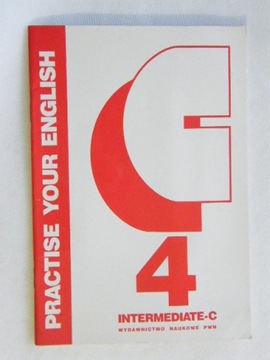 PRACTISE YOUR ENGLISH
4
INTERMEDIATE-C
WYDAWNICTWO NAUKOWE PWN